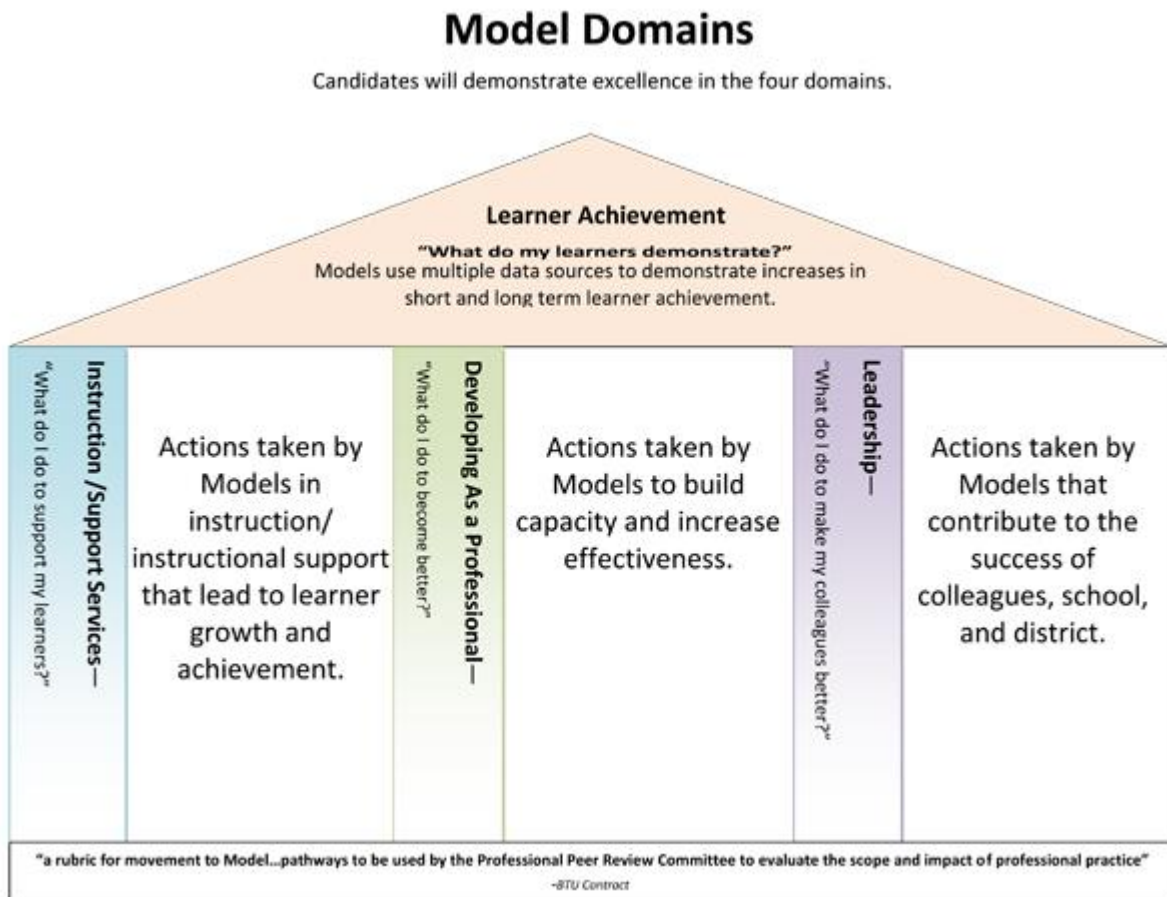 Model Domains
Candidates will demonstrate excellence in the four domains.
Learner Achievement
"What do my learners demonstrate?"
Models use multiple data sources to demonstrate increases in
short and long term learner achievement.
Instruction /Support Services—
"What do I do to support my learners?"
Actions taken by
Models in
instruction/
instructional support
that lead to learner
growth and
achievement.
Developing As a Professional—
"What do I do to become better?"
Actions taken by
Models to build
capacity and increase
effectiveness.
Leadership—
"What do I do to make my colleagues better?"
Actions taken by
Models that
contribute to the
success of
colleagues, school,
and district.
"a rubric for movement to Model...pathways to be used by the Professional Peer Review Committee to evaluate the scope and impact of professional practice"
-BTU Contract